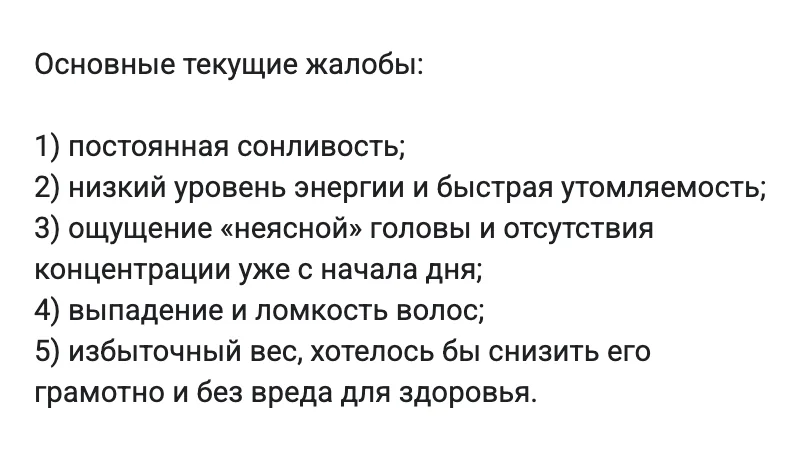 Основные текущие жалобы:
1) постоянная сонливость;
2) низкий уровень энергии и быстрая утомляемость;
3) ощущение «неясной» головы и отсутствия
концентрации уже с начала дня;
4) выпадение и ломкость волос;
5) избыточный вес, хотелось бы снизить его
грамотно и без вреда для здоровья.